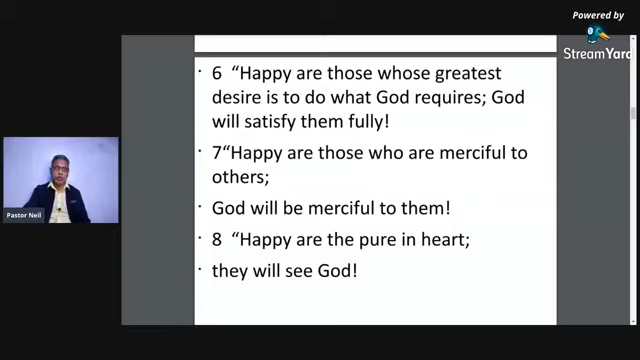 Powered by
StreamYard
· 6 “Happy are those whose greatest
desire is to do what God requires; God
will satisfy them fully!
· 7“Happy are those who are merciful to
others;
· God will be merciful to them!
· 8 “Happy are the pure in heart;
· they will see God!
Pastor Neil